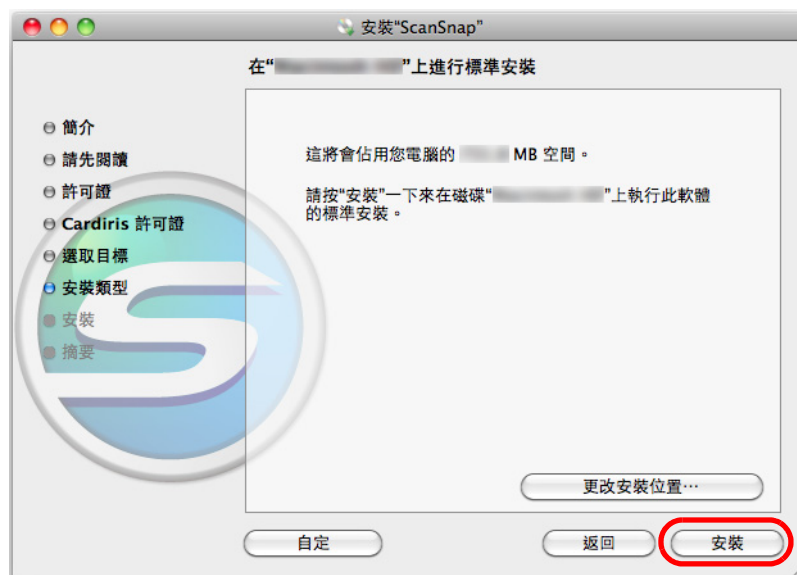 安裝“ScanSnap”
在“ ”上進行標準安裝
簡介
請先閱讀
許可證
Cardiris 許可證
選取目標
安裝類型
安裝
摘要
這將會佔用您電腦的 MB 空間。
請按“安裝”一下來在磁碟“ ”上執行此軟體
的標準安裝。
更改安裝位置⋯
自定
返回
安裝